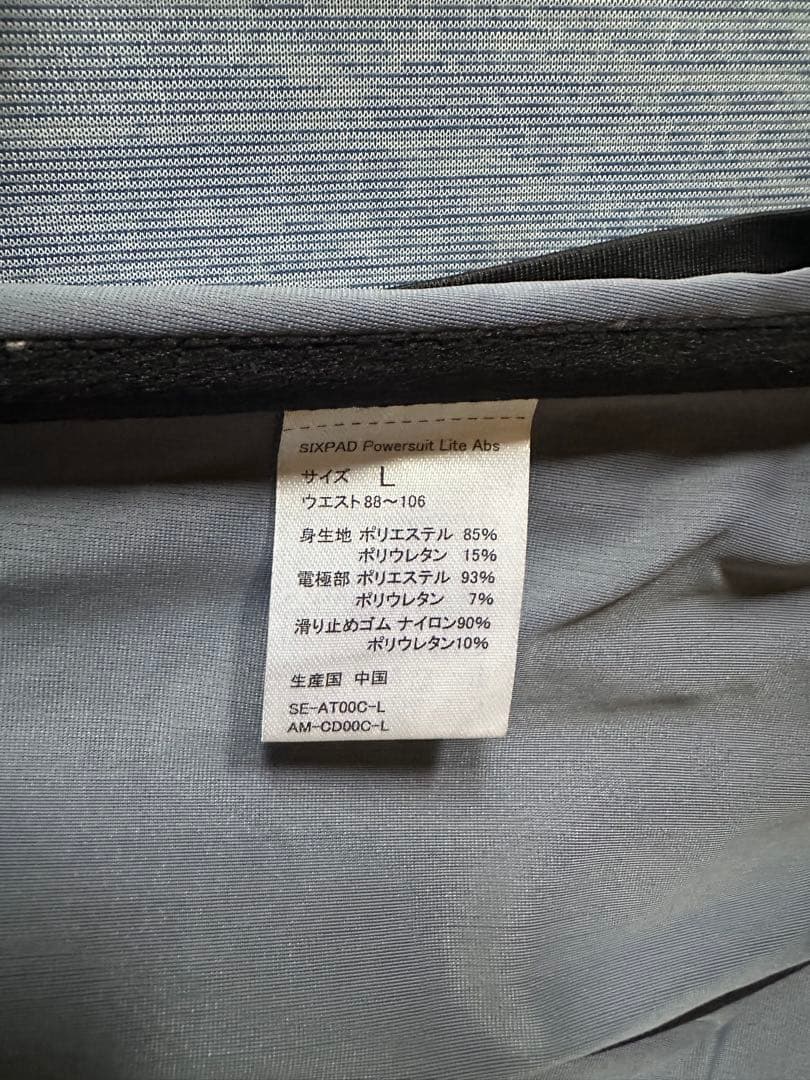 SIXPAD Powersuit Lite Abs
サイズ L
ウエスト88～106
身生地 ポリエステル 85%
ポリウレタン 15%
電極部 ポリエステル 93%
ポリウレタン 7%
滑り止めゴム ナイロン90%
ポリウレタン10%
生産国 中国
SE-AT00C-L
AM-CD00C-L